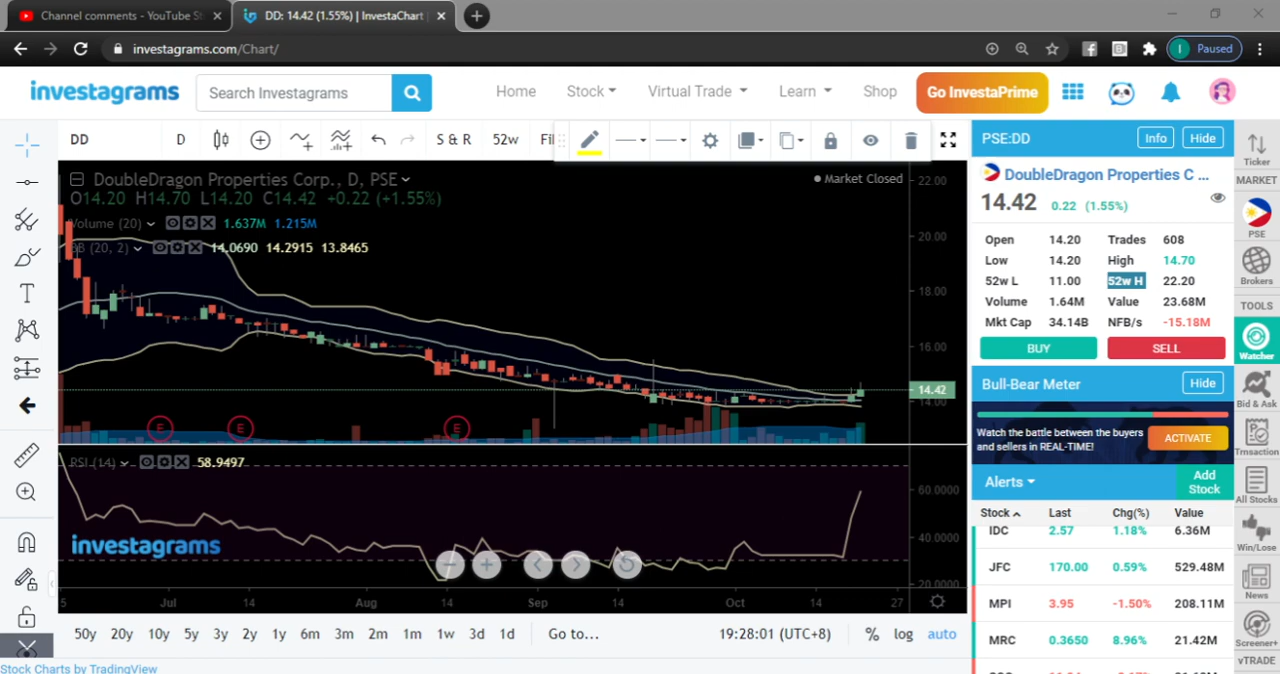 Channel comments - YouTube St
DD: 14.42 (1.55%) | InvestaChart
investagrams.com/Chart/
Paused
investagrams
Search Investagrams
Home
Stock
Virtual Trade
Learn
Shop
Go InvestaPrime
DD
D
S & R
52w
Fil
PSE:DD
Info
Hide
Ticker
MARKET
DoubleDragon Properties Corp., D, PSE
Market Closed
O14.20 H14.70 L14.20 C14.42 +0.22 (+1.55%)
Volume (20)
1.637M 1.215M
BB (20, 2)
14.0690 14.2915 13.8465
22.00
20.00
18.00
16.00
14.42
14.00
E
E
E
RSI (14)
58.9497
60.0000
40.0000
20.0000
investagrams
5
Jul
14
Aug
14
Sep
14
Oct
14
27
50y
20y
10y
5y
3y
2y
1y
6m
3m
2m
1m
1w
3d
1d
Go to...
19:28:01 (UTC+8)
%
log
auto
Stock Charts by TradingView
DoubleDragon Properties C ...
14.42 0.22 (1.55%)
Open 14.20 Trades 608
Low 14.20 High 14.70
52w L 11.00 52w H 22.20
Volume 1.64M Value 23.68M
Mkt Cap 34.14B NFB/s -15.18M
BUY
SELL
Bull-Bear Meter
Hide
Watch the battle between the buyers
and sellers in REAL-TIME!
ACTIVATE
Alerts
Add
Stock
Stock Last Chg(%) Value
IDC 2.57 1.18% 6.36M
JFC 170.00 0.59% 529.48M
MPI 3.95 -1.50% 208.11M
MRC 0.3650 8.96% 21.42M
PSE
Brokers
TOOLS
Watcher
Bid & Ask
Trnsaction
All Stocks
Win/Lose
News
Screener+
vTRADE